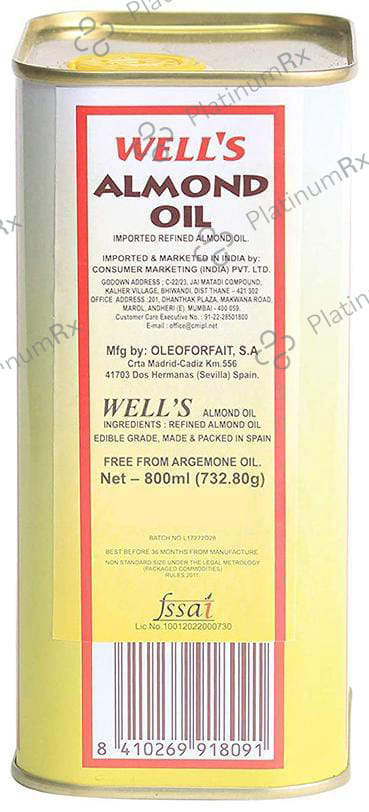 WELL'S
ALMOND
OIL
IMPORTED REFINED ALMOND OIL.
IMPORTED & MARKETED IN INDIA by:
CONSUMER MARKETING (INDIA) PVT. LTD.
GODOWN ADDRESS : C-22/23, JAI MATADI COMPOUND,
KALHER VILLAGE, BHIWANDI, DIST THANE - 421 302
OFFICE ADDRESS :201, DHANTHAK PLAZA, MAKWANA ROAD,
MAROL, ANDHERI (E), MUMBAI - 400 059.
Customer Care Executive No. : 91-22-28501800
E-mail : office@cmipl.net
Mfg by: OLEOFORFAIT, S.A.
Crta Madrid-Cadiz Km.556
41703 Dos Hermanas (Sevilla) Spain.
WELL'S ALMOND OIL
INGREDIENTS : REFINED ALMOND OIL
EDIBLE GRADE, MADE & PACKED IN SPAIN
FREE FROM ARGEMONE OIL.
Net – 800ml (732.80g)
BATCH NO L17272028
BEST BEFORE 36 MONTHS FROM MANUFACTURE.
NON STANDARD SIZE UNDER THE LEGAL METROLOGY
(PACKAGED COMMODITIES)
RULES 2011.
fssai
Lic.No.10012022000730
8 410269 918091
PlatinumRx
PlatinumRx
PlatinumRx
PlatinumRx
PlatinumRx
PlatinumRx